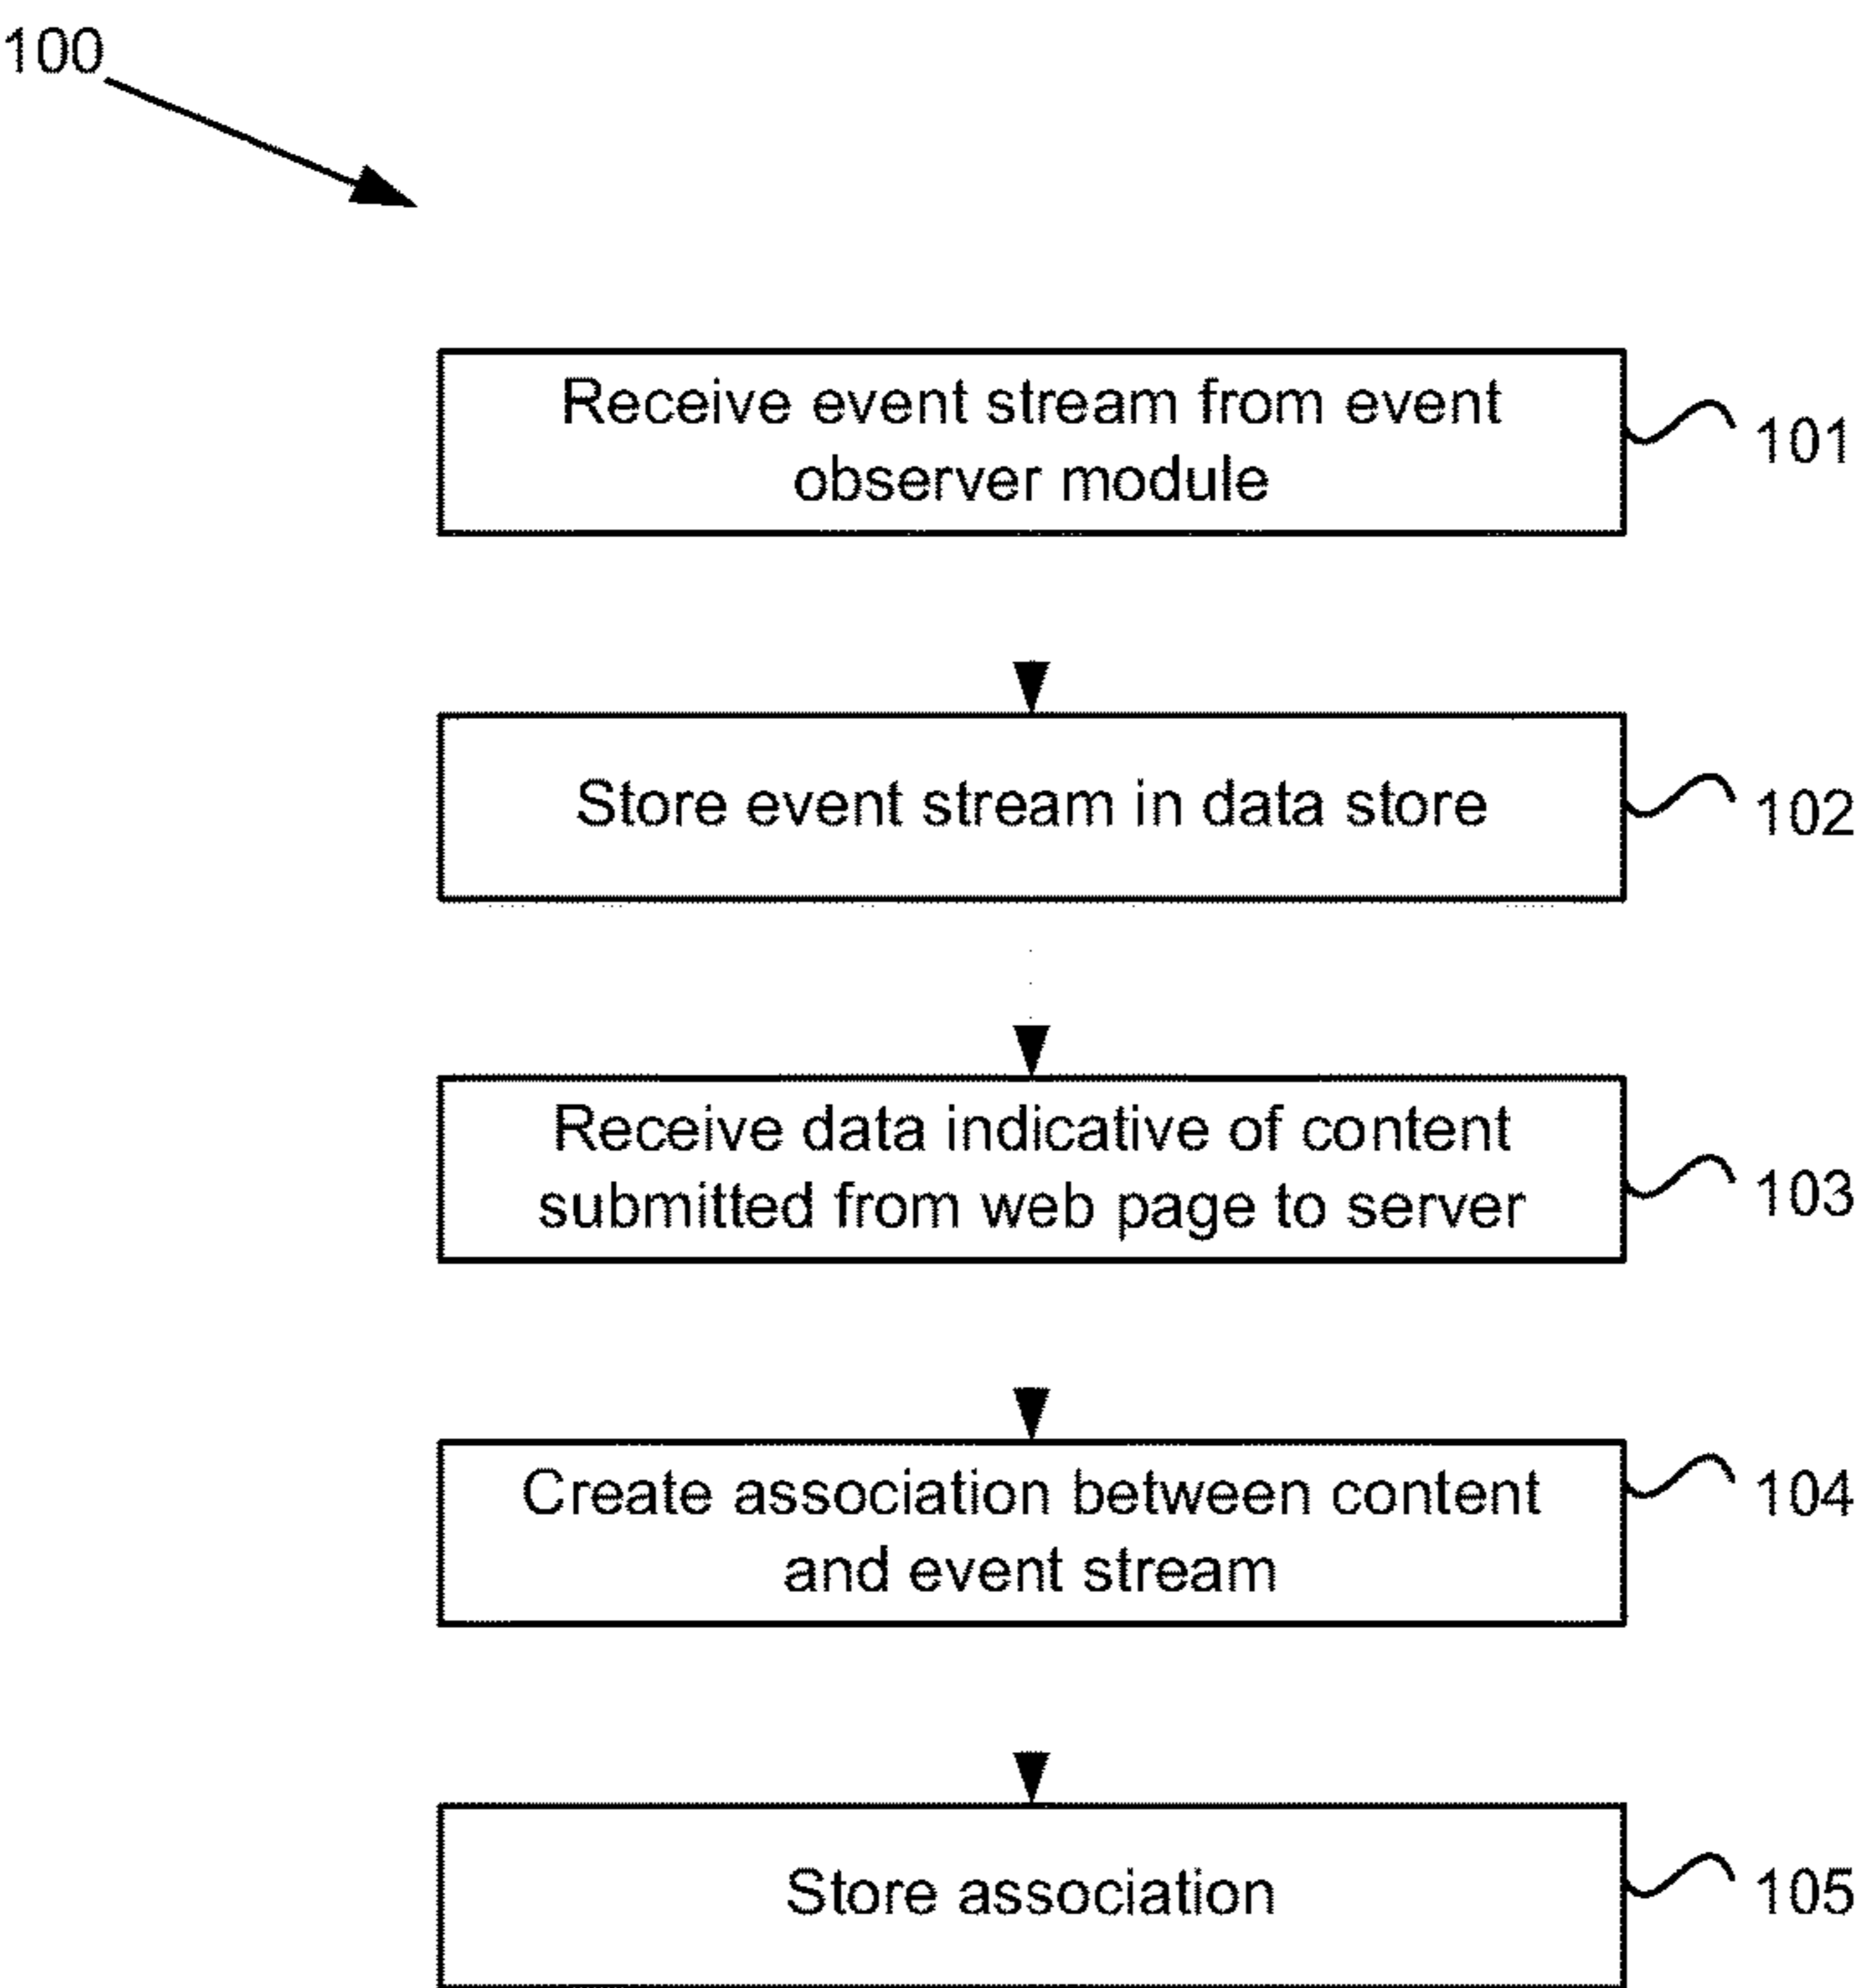 100
Receive event stream from event
observer module
101
Store event stream in data store
102
Receive data indicative of content
submitted from web page to server
103
Create association between content
and event stream
104
Store association
105